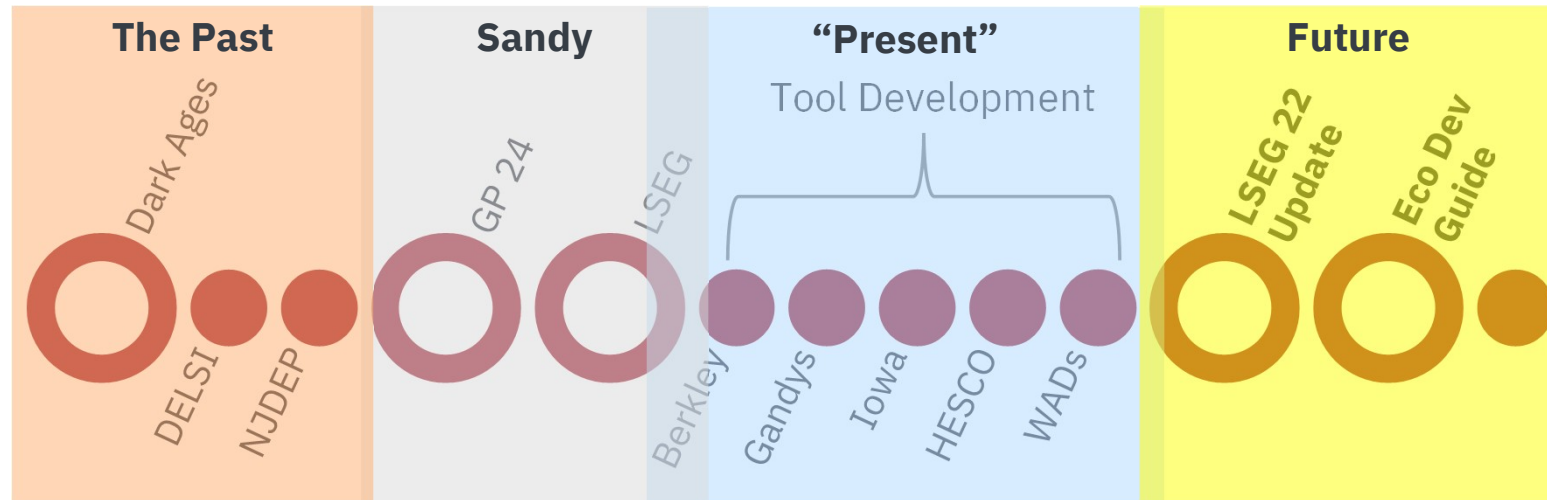 The Past
Sandy
“Present”
Future
Tool Development
Dark Ages
DELSI
NJDEP
GP 24
LSEG
Berkley
Gandys
Iowa
HESCO
WADs
LSEG 22
Update
Eco Dev
Guide